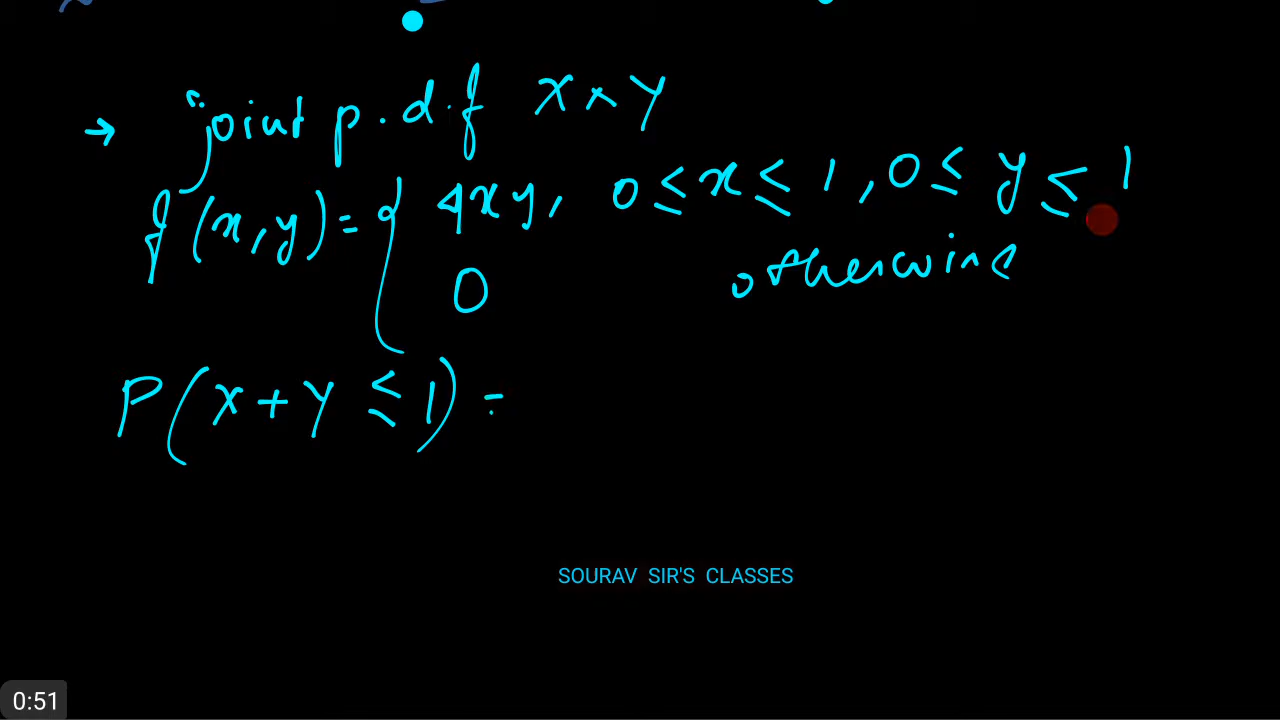 → joint p.d.f X ^ Y
f(x,y) = { 4xy, 0 ≤ x ≤ 1, 0 ≤ y ≤ 1
0 otherwise
P(X+Y ≤ 1) =
SOURAV SIR'S CLASSES
0:51